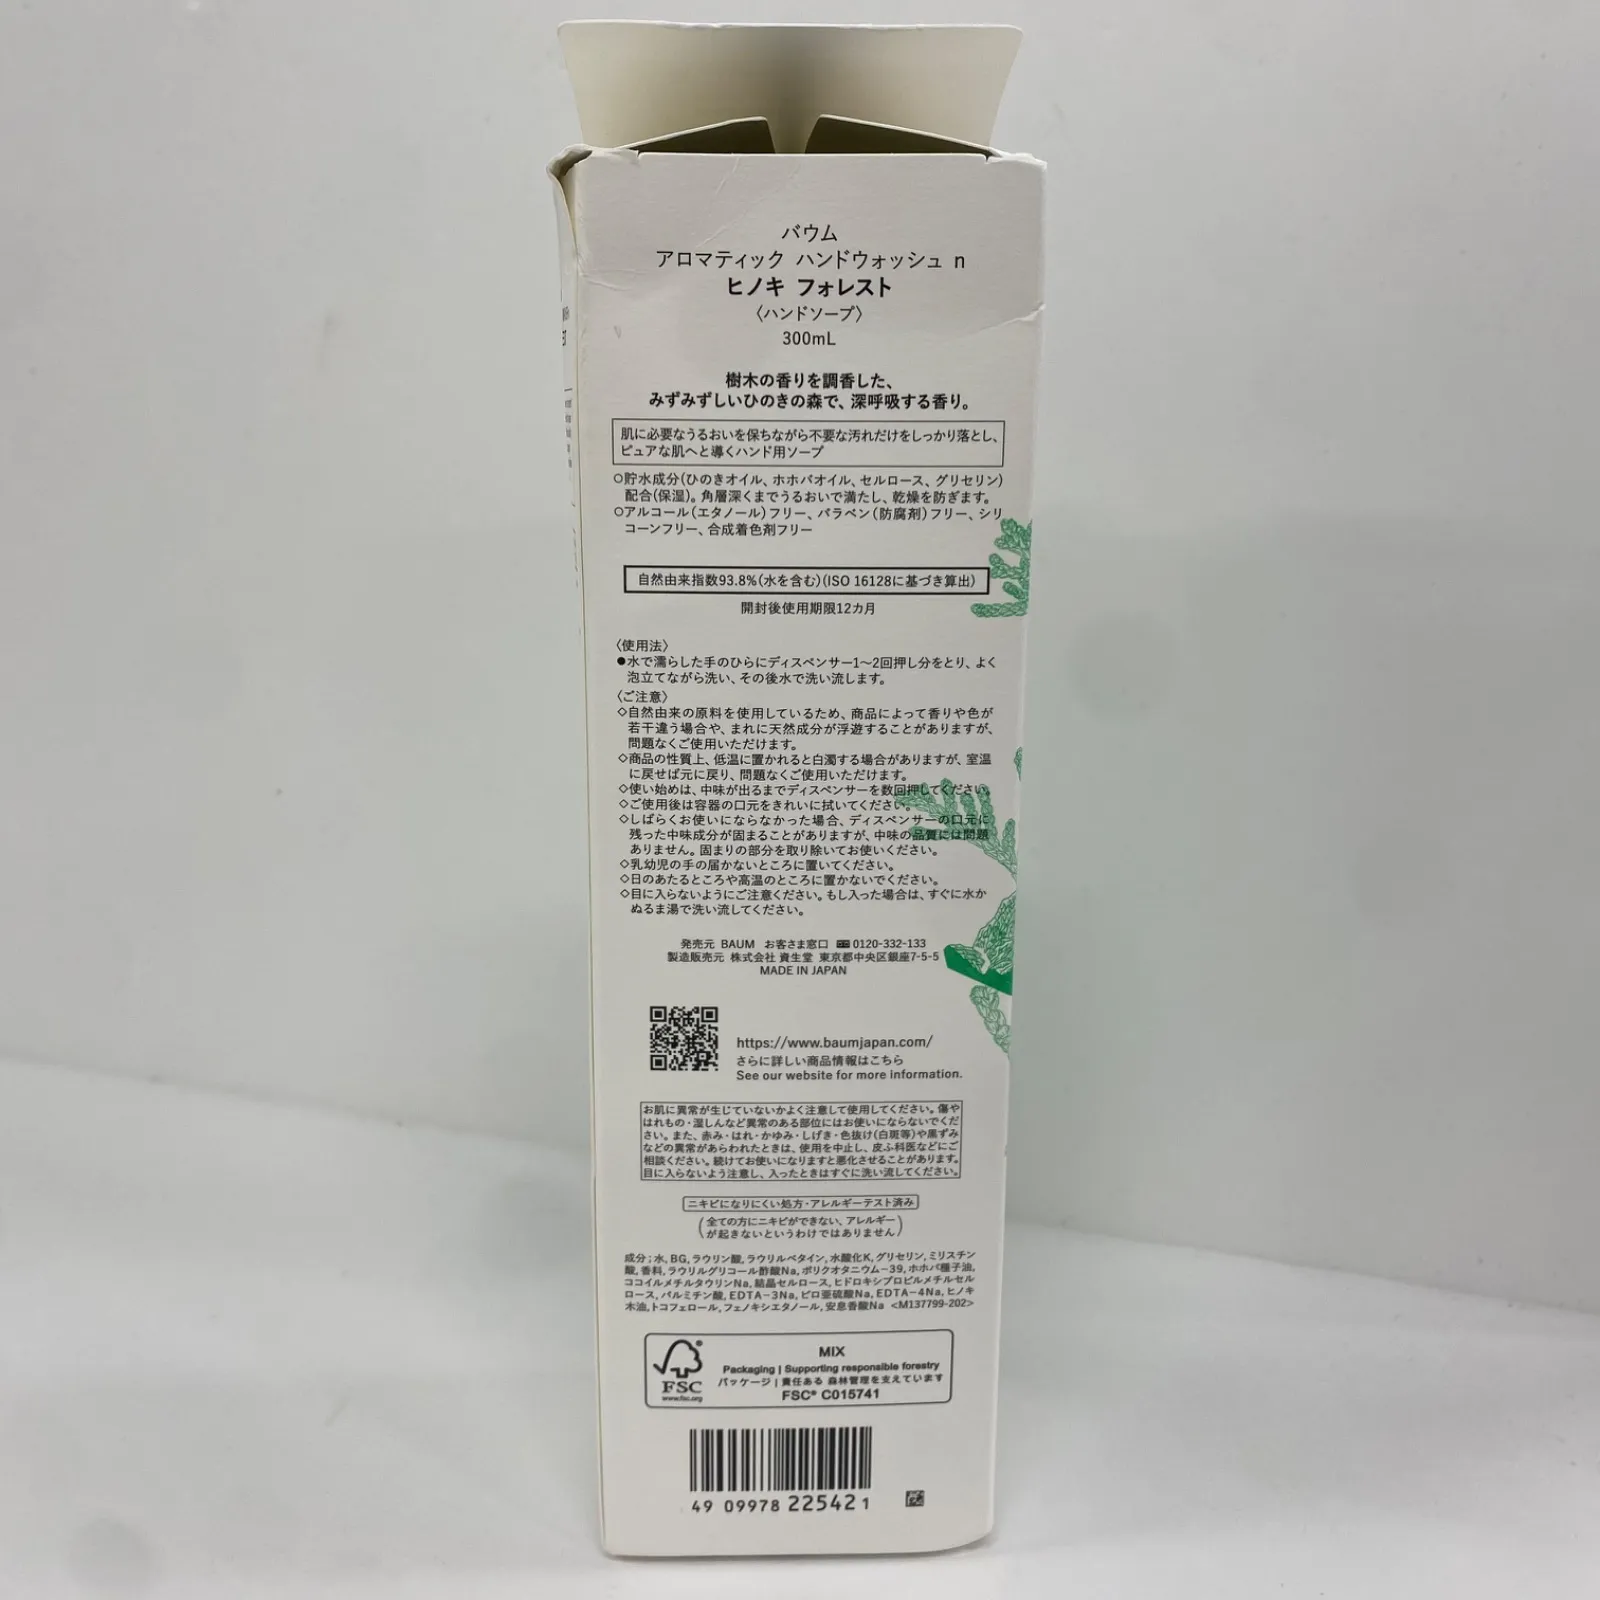 バウム
アロマティック ハンドウォッシュ n
ヒノキ フォレスト
〈ハンドソープ〉
300mL
樹木の香りを調香した、
みずみずしいひのきの森で、深呼吸する香り。
肌に必要なうるおいを保ちながら不要な汚れだけをしっかり落とし、
ピュアな肌へと導くハンド用ソープ
○貯水成分(ひのきオイル、ホホバオイル、セルロース、グリセリン)
配合(保湿)。角層深くまでうるおいで満たし、乾燥を防ぎます。
○アルコール(エタノール)フリー、パラベン(防腐剤)フリー、シリ
コーンフリー、合成着色剤フリー
自然由来指数93.8%(水を含む)(ISO 16128に基づき算出)
開封後使用期限12カ月
〈使用法〉
●水で濡らした手のひらにディスペンサー1〜2回押し分をとり、よく
泡立てながら洗い、その後水で洗い流します。
〈ご注意〉
◇自然由来の原料を使用しているため、商品によって香りや色が
若干違う場合や、まれに天然成分が浮遊することがありますが、
問題なくご使用いただけます。
◇商品の性質上、低温に置かれると白濁する場合がありますが、室温
に戻せば元に戻り、問題なくご使用いただけます。
◇使い始めは、中味が出るまでディスペンサーを数回押してください。
◇ご使用後は容器の口元をきれいに拭いてください。
◇しばらくお使いにならなかった場合、ディスペンサーの口元に
残った中味成分が固まることがありますが、中味の品質には問題
ありません。固まりの部分を取り除いてお使いください。
◇乳幼児の手の届かないところに置いてください。
◇日のあたるところや高温のところに置かないでください。
◇目に入らないようにご注意ください。もし入った場合は、すぐに水か
ぬるま湯で洗い流してください。
発売元 BAUM お客さま窓口 0120-332-133
製造販売元 株式会社 資生堂 東京都中央区銀座7-5-5
MADE IN JAPAN
https://www.baumjapan.com/
さらに詳しい商品情報はこちら
See our website for more information.
お肌に異常が生じていないかよく注意して使用してください。傷や
はれもの・湿しんなど異常のある部位にはお使いにならないでくだ
さい。また、赤み・はれ・かゆみ・しげき・色抜け(白斑等)や黒ずみ
などの異常があらわれたときは、使用を中止し、皮ふ科医などにご
相談ください。続けてお使いになりますと悪化させることがあります。
目に入らないよう注意し、入ったときはすぐに洗い流してください。
ニキビになりにくい処方・アレルギーテスト済み
(全ての方にニキビができない、アレルギー
が起きないというわけではありません)
成分;水,BG,ラウリン酸,ラウリルベタイン,水酸化K,グリセリン,ミリスチン
酸,香料,ラウリルグリコール酢酸Na,ポリクオタニウム-39,ホホバ種子油,
ココイルメチルタウリンNa,結晶セルロース,ヒドロキシプロピルメチルセル
ロース,パルミチン酸,EDTA-3Na,ピロ亜硫酸Na,EDTA-4Na,ヒノキ
木油,トコフェロール,フェノキシエタノール,安息香酸Na <M137799-202>
FSC®
www.fsc.org
MIX
Packaging | Supporting responsible forestry
パッケージ | 責任ある 森林管理を支えています
FSC® C015741
49 09978 22542 1